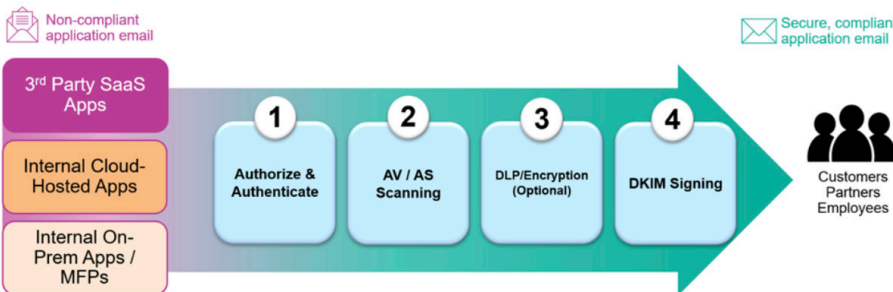 Non-compliant
application email
Secure, complian
application email
3rd Party SaaS
Apps
Internal Cloud-
Hosted Apps
Internal On-
Prem Apps /
MFPs
1
Authorize &
Authenticate
2
AV / AS
Scanning
3
DLP/Encryption
(Optional)
4
DKIM Signing
Customers
Partners
Employees